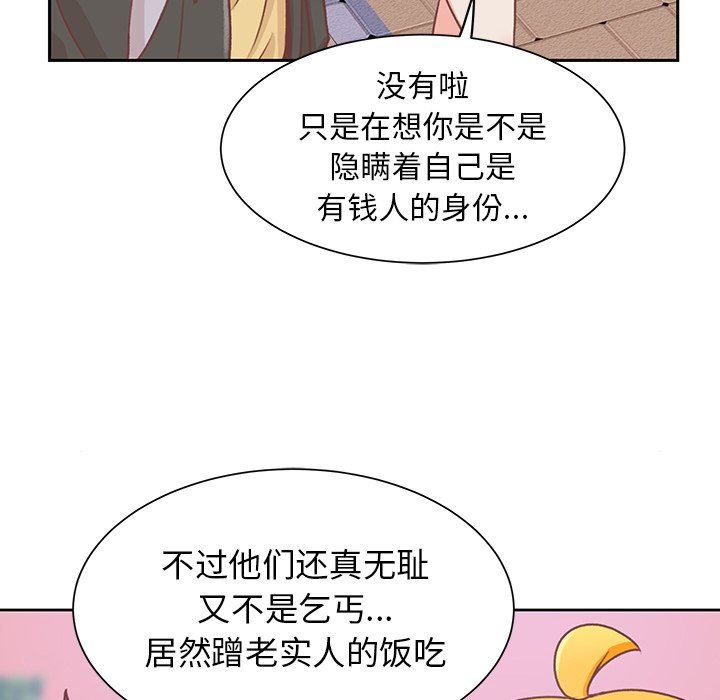 没有啦
只是在想你是不是
隐瞒着自己是
有钱人的身份...
不过他们还真无耻
又不是乞丐...
居然蹭老实人的饭吃